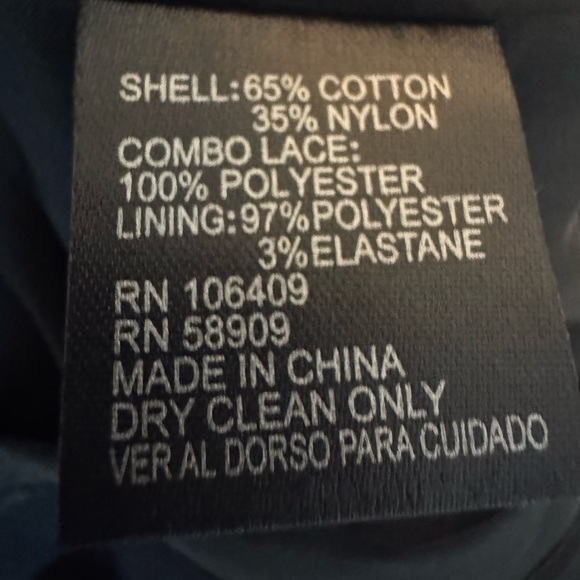 SHELL:65% COTTON
35% NYLON
COMBO LACE:
100% POLYESTER
LINING:97%POLYESTER
3%ELASTANE
RN 106409
RN 58909
MADE IN CHINA
DRY CLEAN ONLY
VER AL DORSO PARA CUIDADO